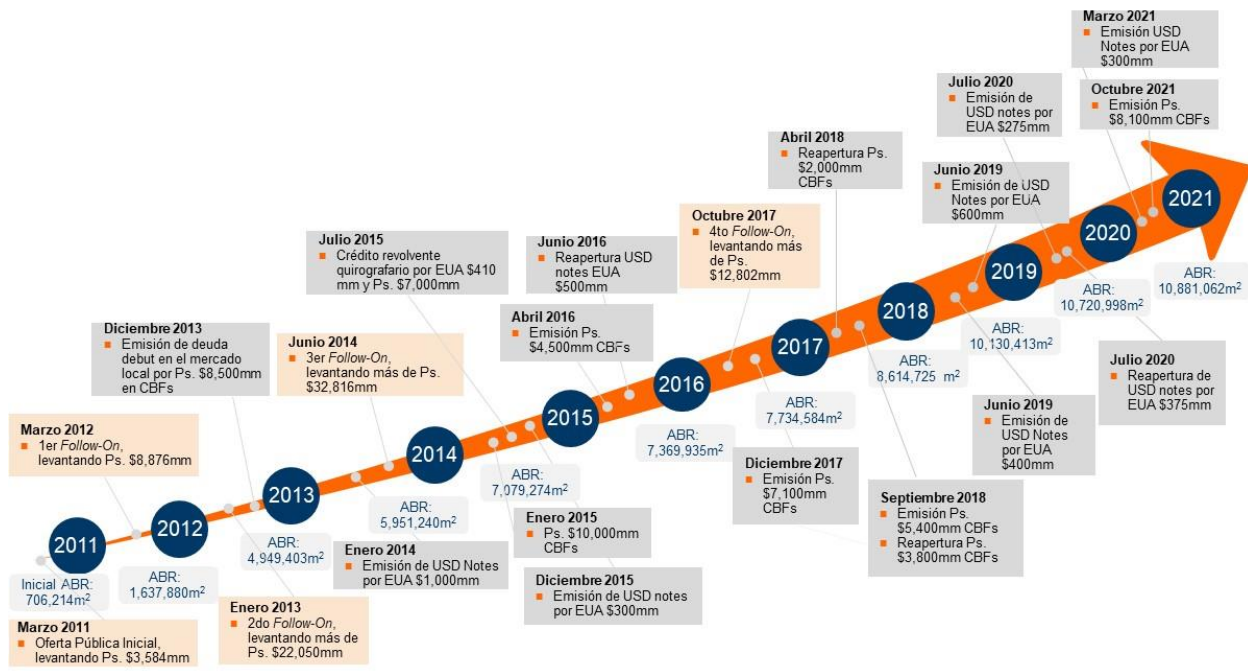 Marzo 2021
■ Emisión USD
Notes por EUA
$300mm
Julio 2020
■ Emisión de
USD notes por
EUA $275mm
Octubre 2021
■ Emisión Ps.
$8,100mm CBFs
Abril 2018
■ Reapertura Ps.
$2,000mm
CBFs
Junio 2019
■ Emisión de USD
Notes por EUA
$600mm
Octubre 2017
■ 4to Follow-On,
levantando más
de Ps.
$12,802mm
Julio 2015
■ Crédito revolvente
quirografario por EUA $410
mm y Ps. $7,000mm
Junio 2016
■ Reapertura USD
notes EUA
$500mm
Abril 2016
■ Emisión Ps.
$4,500mm CBFs
Diciembre 2013
■ Emisión de deuda
debut en el mercado
local por Ps. $8,500mm
en CBFs
Junio 2014
■ 3er Follow-On,
levantando más de Ps.
$32,816mm
Marzo 2012
■ 1er Follow-On,
levantando Ps. $8,876mm
2011
2012
2013
2014
2015
2016
2017
2018
2019
2020
2021
Inicial ABR:
706,214m²
ABR:
1,637,880m²
ABR:
4,949,403m²
ABR:
5,951,240m²
ABR:
7,079,274m²
ABR:
7,369,935m²
ABR:
7,734,584m²
ABR:
8,614,725 m²
ABR:
10,130,413m²
ABR:
10,720,998m²
ABR:
10,881,062m²
Marzo 2011
■ Oferta Pública Inicial,
levantando Ps. $3,584mm
Enero 2013
■ 2do Follow-On,
levantando más de
Ps. $22,050mm
Enero 2014
■ Emisión de USD Notes
por EUA $1,000mm
Enero 2015
■ Ps. $10,000mm
CBFs
Diciembre 2015
■ Emisión de USD notes
por EUA $300mm
Diciembre 2017
■ Emisión Ps.
$7,100mm
CBFs
Septiembre 2018
■ Emisión Ps.
$5,400mm CBFs
■ Reapertura Ps.
$3,800mm CBFs
Junio 2019
■ Emisión de
USD Notes
por EUA
$400mm
Julio 2020
■ Reapertura de
USD notes por
EUA $375mm